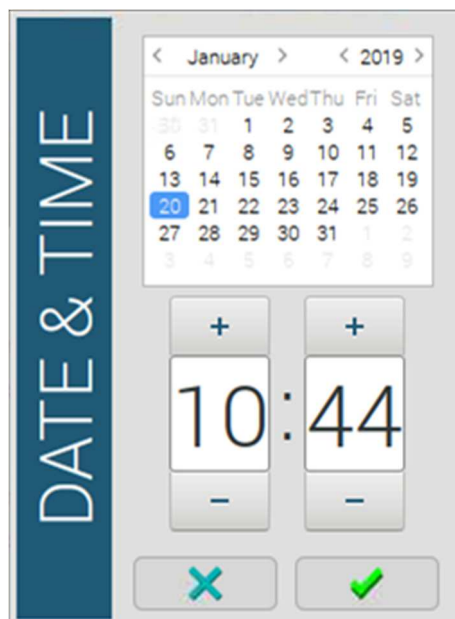 DATE & TIME
< January > < 2019 >
Sun Mon Tue Wed Thu Fri Sat
30 31 1 2 3 4 5
6 7 8 9 10 11 12
13 14 15 16 17 18 19
20 21 22 23 24 25 26
27 28 29 30 31 1 2
3 4 5 6 7 8 9
+ +
10 : 44
− −